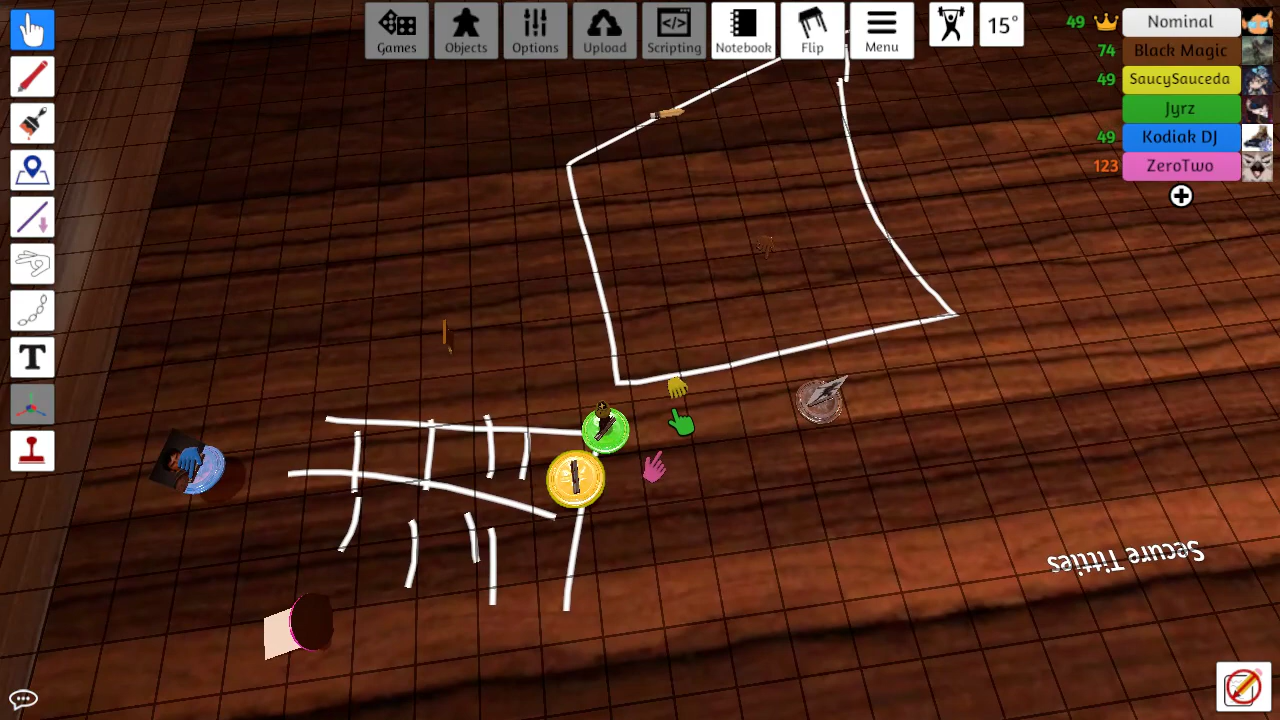 Games
Objects
Options
Upload
Scripting
Notebook
Flip
Menu
15°
49 Nominal
74 Black Magic
49 SaucySauceda
Jyrz
49 Kodiak DJ
123 ZeroTwo
T
Secure Titties